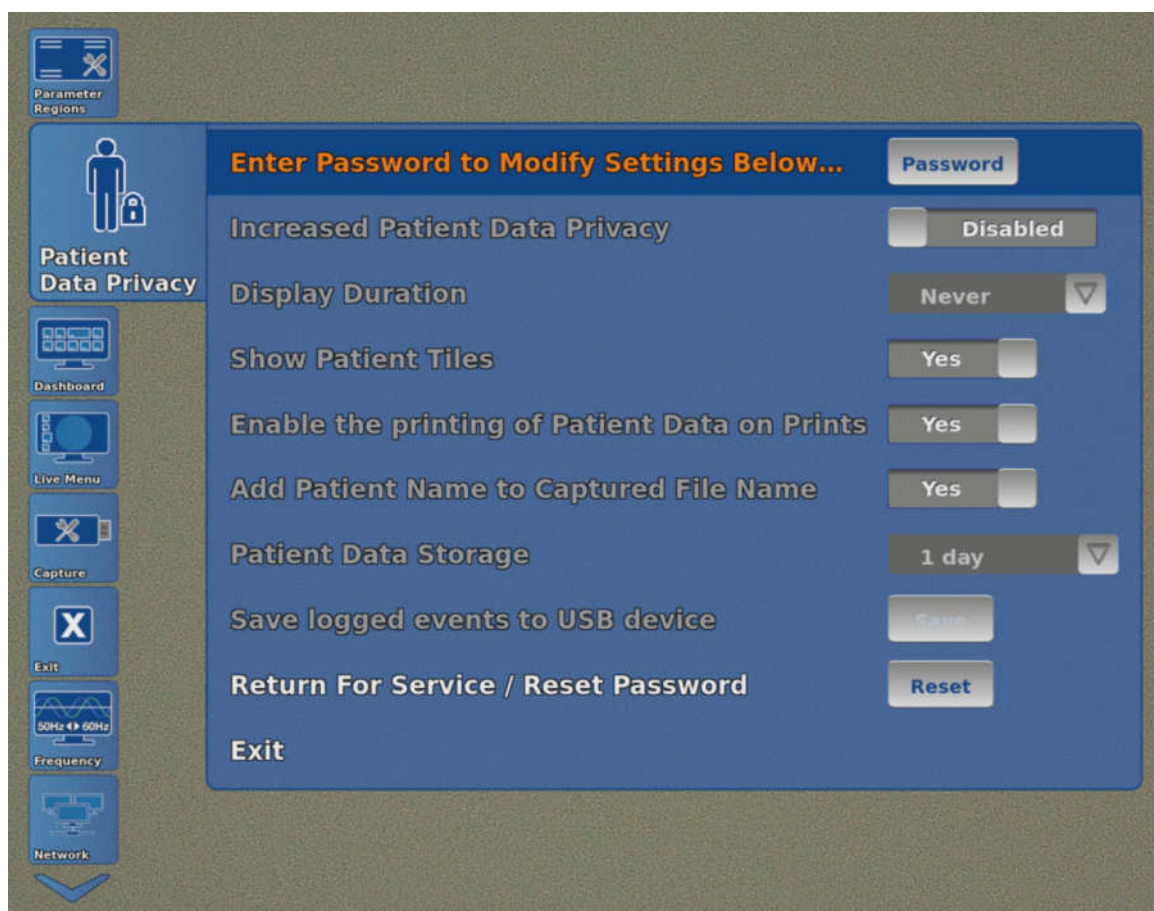 Parameter
Regions
Patient
Data Privacy
Enter Password to Modify Settings Below...
Password
Increased Patient Data Privacy
Disabled
Display Duration
Never
Show Patient Tiles
Yes
Enable the printing of Patient Data on Prints
Yes
Add Patient Name to Captured File Name
Yes
Patient Data Storage
1 day
Save logged events to USB device
Save
Return For Service / Reset Password
Reset
Exit
Dashboard
Live Menu
Capture
X
Exit
50Hz 60Hz
Frequency
Network